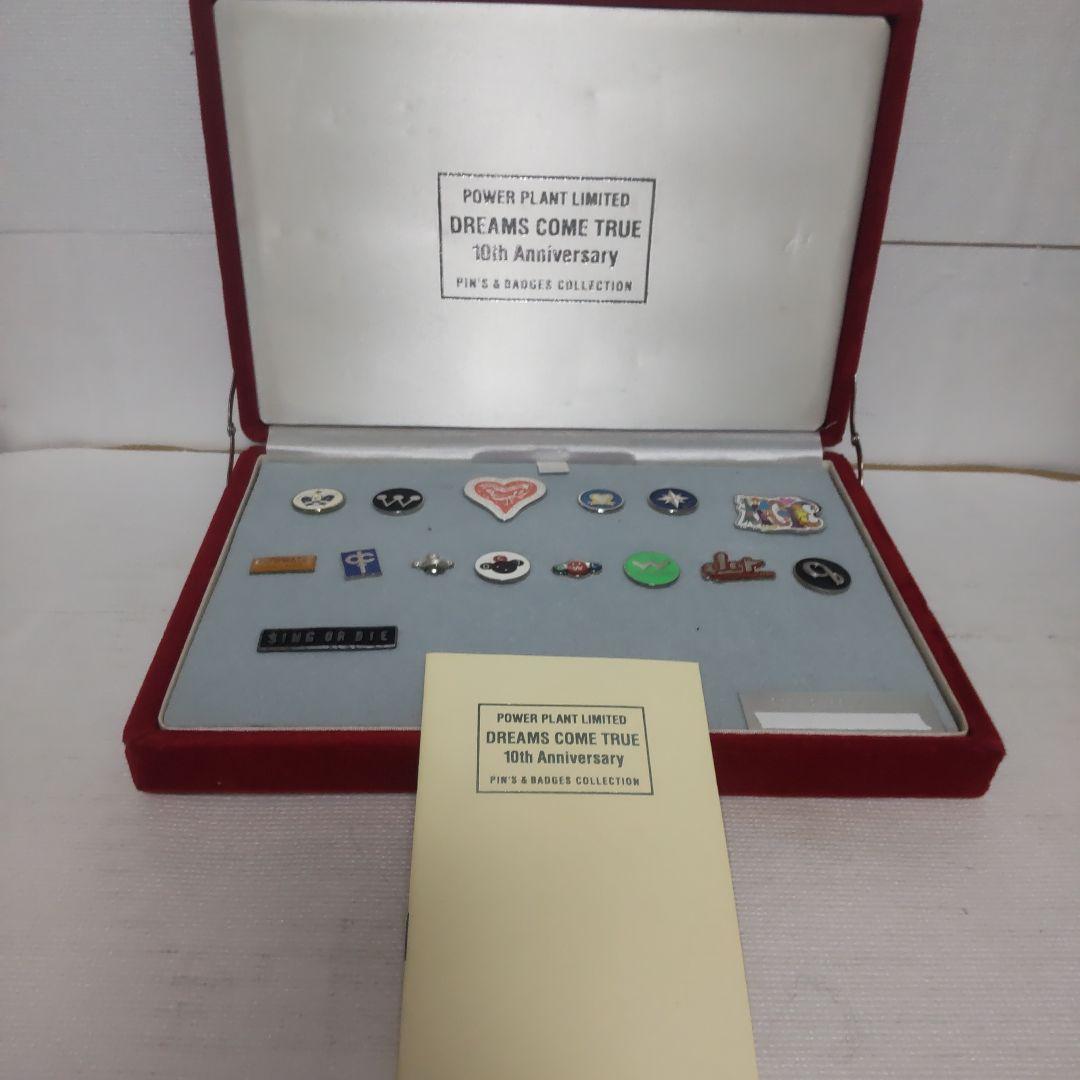 POWER PLANT LIMITED
DREAMS COME TRUE
10th Anniversary
PIN'S & BADGES COLLECTION
W
W
SING OR DIE
POWER PLANT LIMITED
DREAMS COME TRUE
10th Anniversary
PIN'S & BADGES COLLECTION